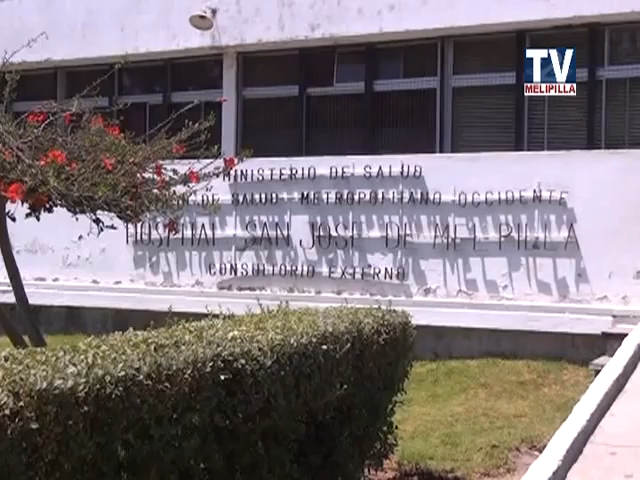 TV
MELIPILLA
MINISTERIO DE SALUD
DE SALUD METROPOLITANO OCCIDENTE
HOSPITAL SAN JOSE DE MELIPILLA
CONSULTORIO EXTERNO